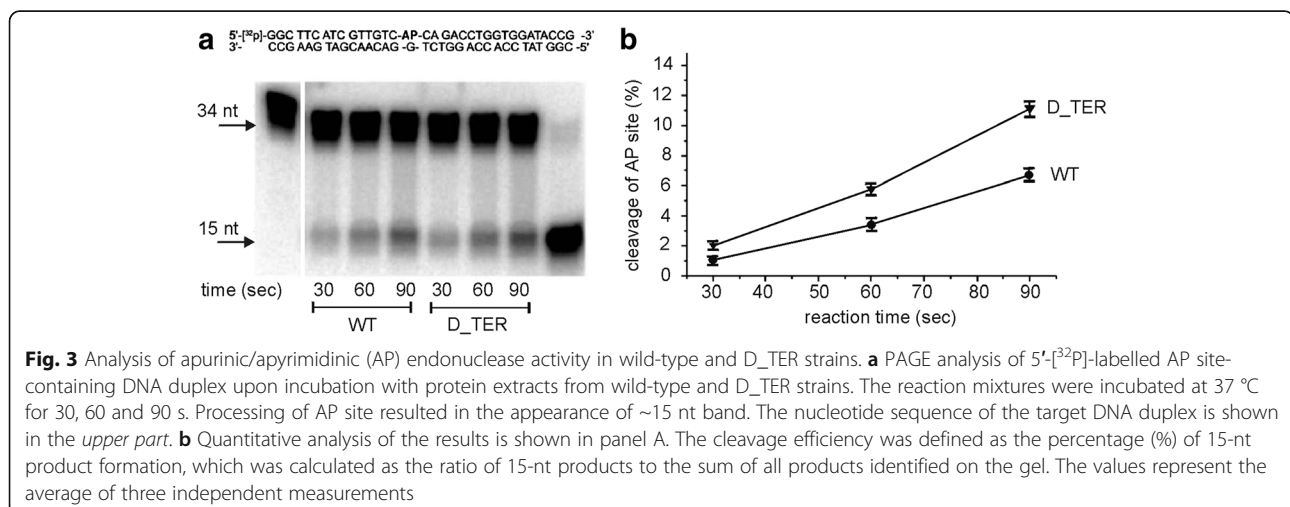 a 5'-[³²p]-GGC TTC ATC GTTGTC-AP-CA GACCTGGTGGATACCG -3'
3'- CCG AAG TAGCAACAG -G- TCTGG ACC ACC TAT GGC -5'
34 nt
15 nt
time (sec) 30 60 90 30 60 90
WT D_TER
b
14
12
10
8
6
4
2
0
cleavage of AP site (%)
D_TER
WT
30 40 50 60 70 80 90
reaction time (sec)
Fig. 3 Analysis of apurinic/apyrimidinic (AP) endonuclease activity in wild-type and D_TER strains. a PAGE analysis of 5′-[³²P]-labelled AP site-
containing DNA duplex upon incubation with protein extracts from wild-type and D_TER strains. The reaction mixtures were incubated at 37 °C
for 30, 60 and 90 s. Processing of AP site resulted in the appearance of ~15 nt band. The nucleotide sequence of the target DNA duplex is shown
in the upper part. b Quantitative analysis of the results is shown in panel A. The cleavage efficiency was defined as the percentage (%) of 15-nt
product formation, which was calculated as the ratio of 15-nt products to the sum of all products identified on the gel. The values represent the
average of three independent measurements